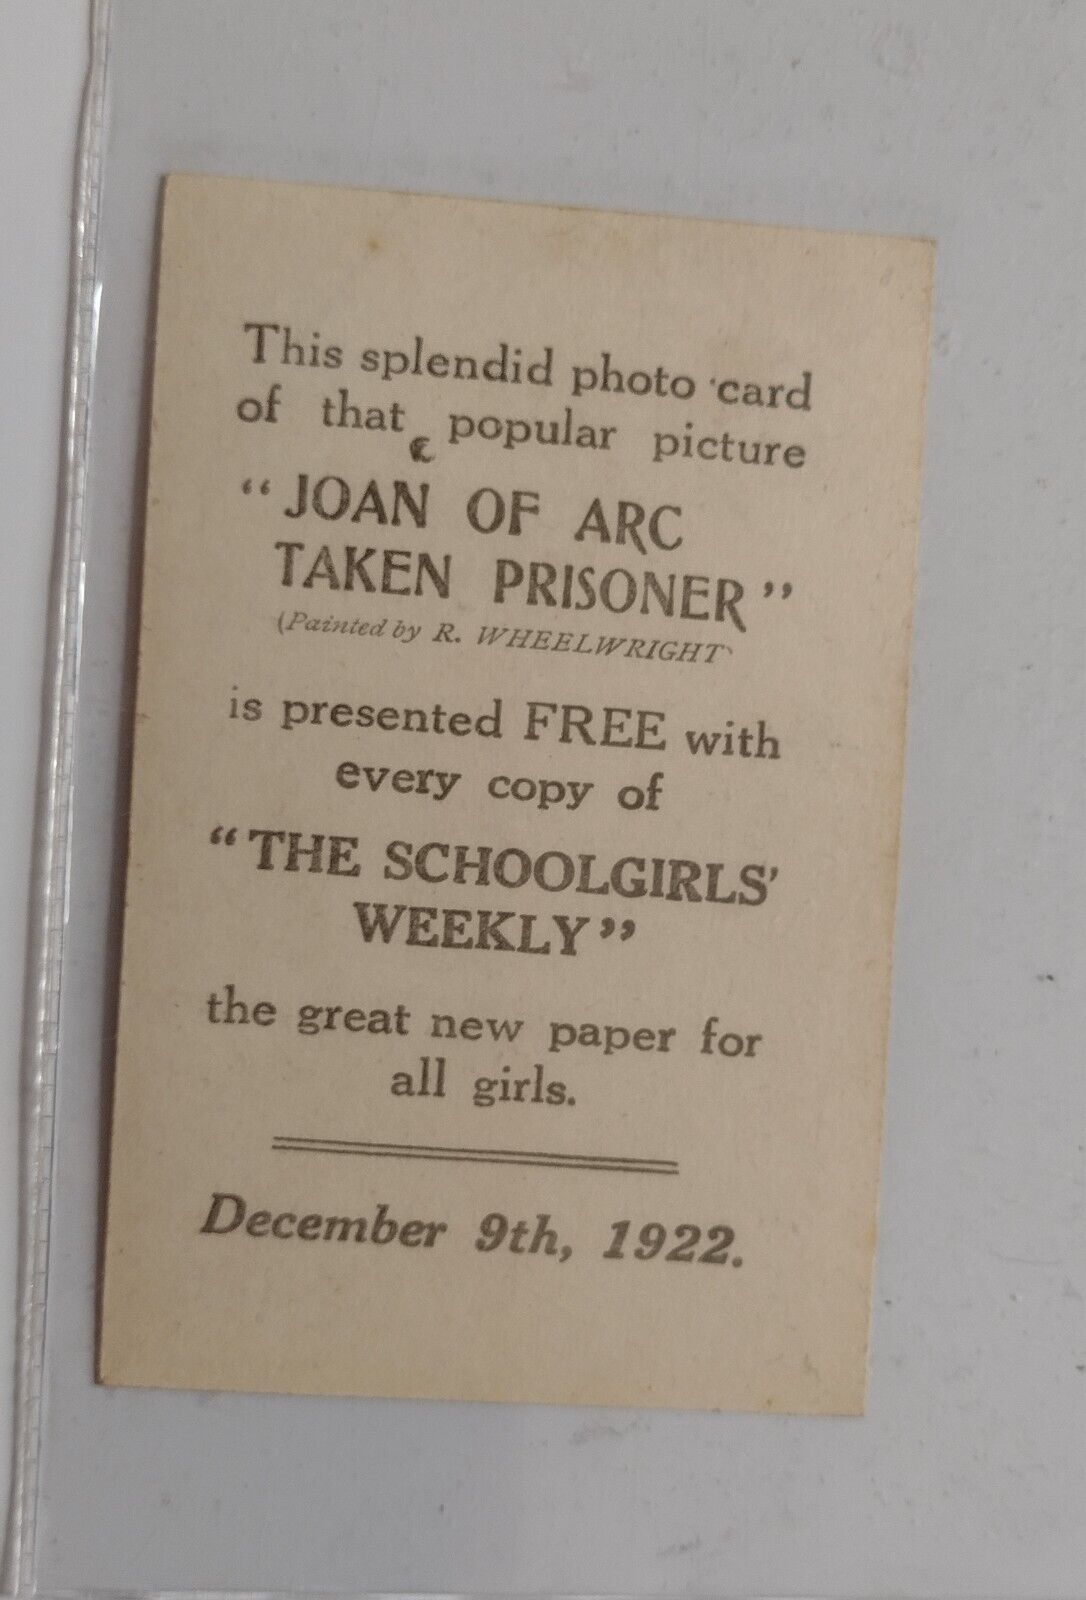 This splendid photo card
of that popular picture
“JOAN OF ARC
TAKEN PRISONER”
(Painted by R. WHEELWRIGHT)
is presented FREE with
every copy of
“THE SCHOOLGIRLS’
WEEKLY”
the great new paper for
all girls.
December 9th, 1922.